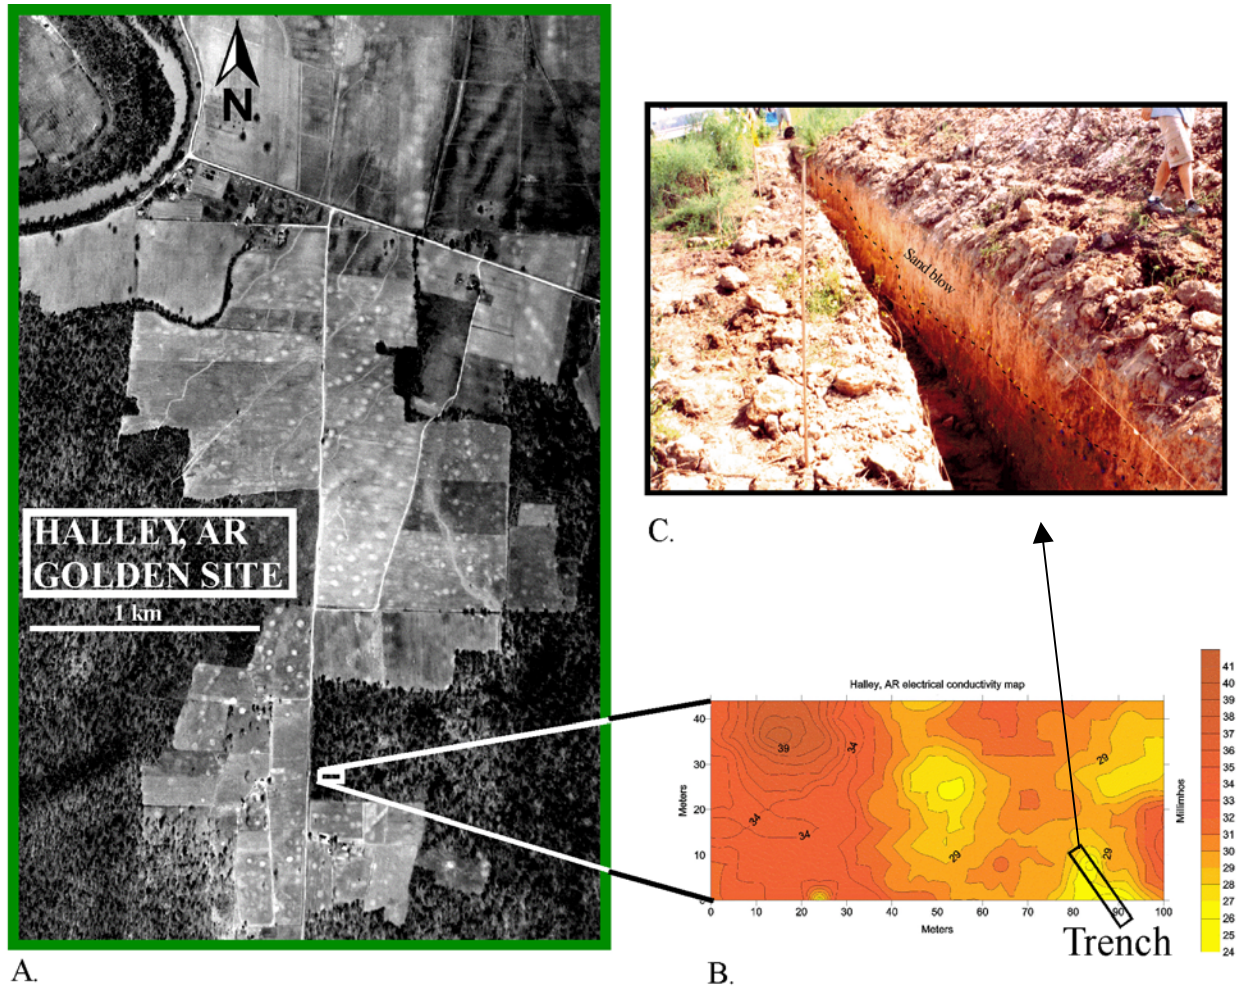 N
HALLEY, AR
GOLDEN SITE
1 km
A.
Sand blow
C.
Halley, AR electrical conductivity map
40
30
20
10
0
Meters
39
34
34
34
29
29
29
0 10 20 30 40 50 60 70 80 90 100
Meters
Trench
Millimhos
41
40
39
38
37
36
35
34
33
32
31
30
29
28
27
26
25
24
B.